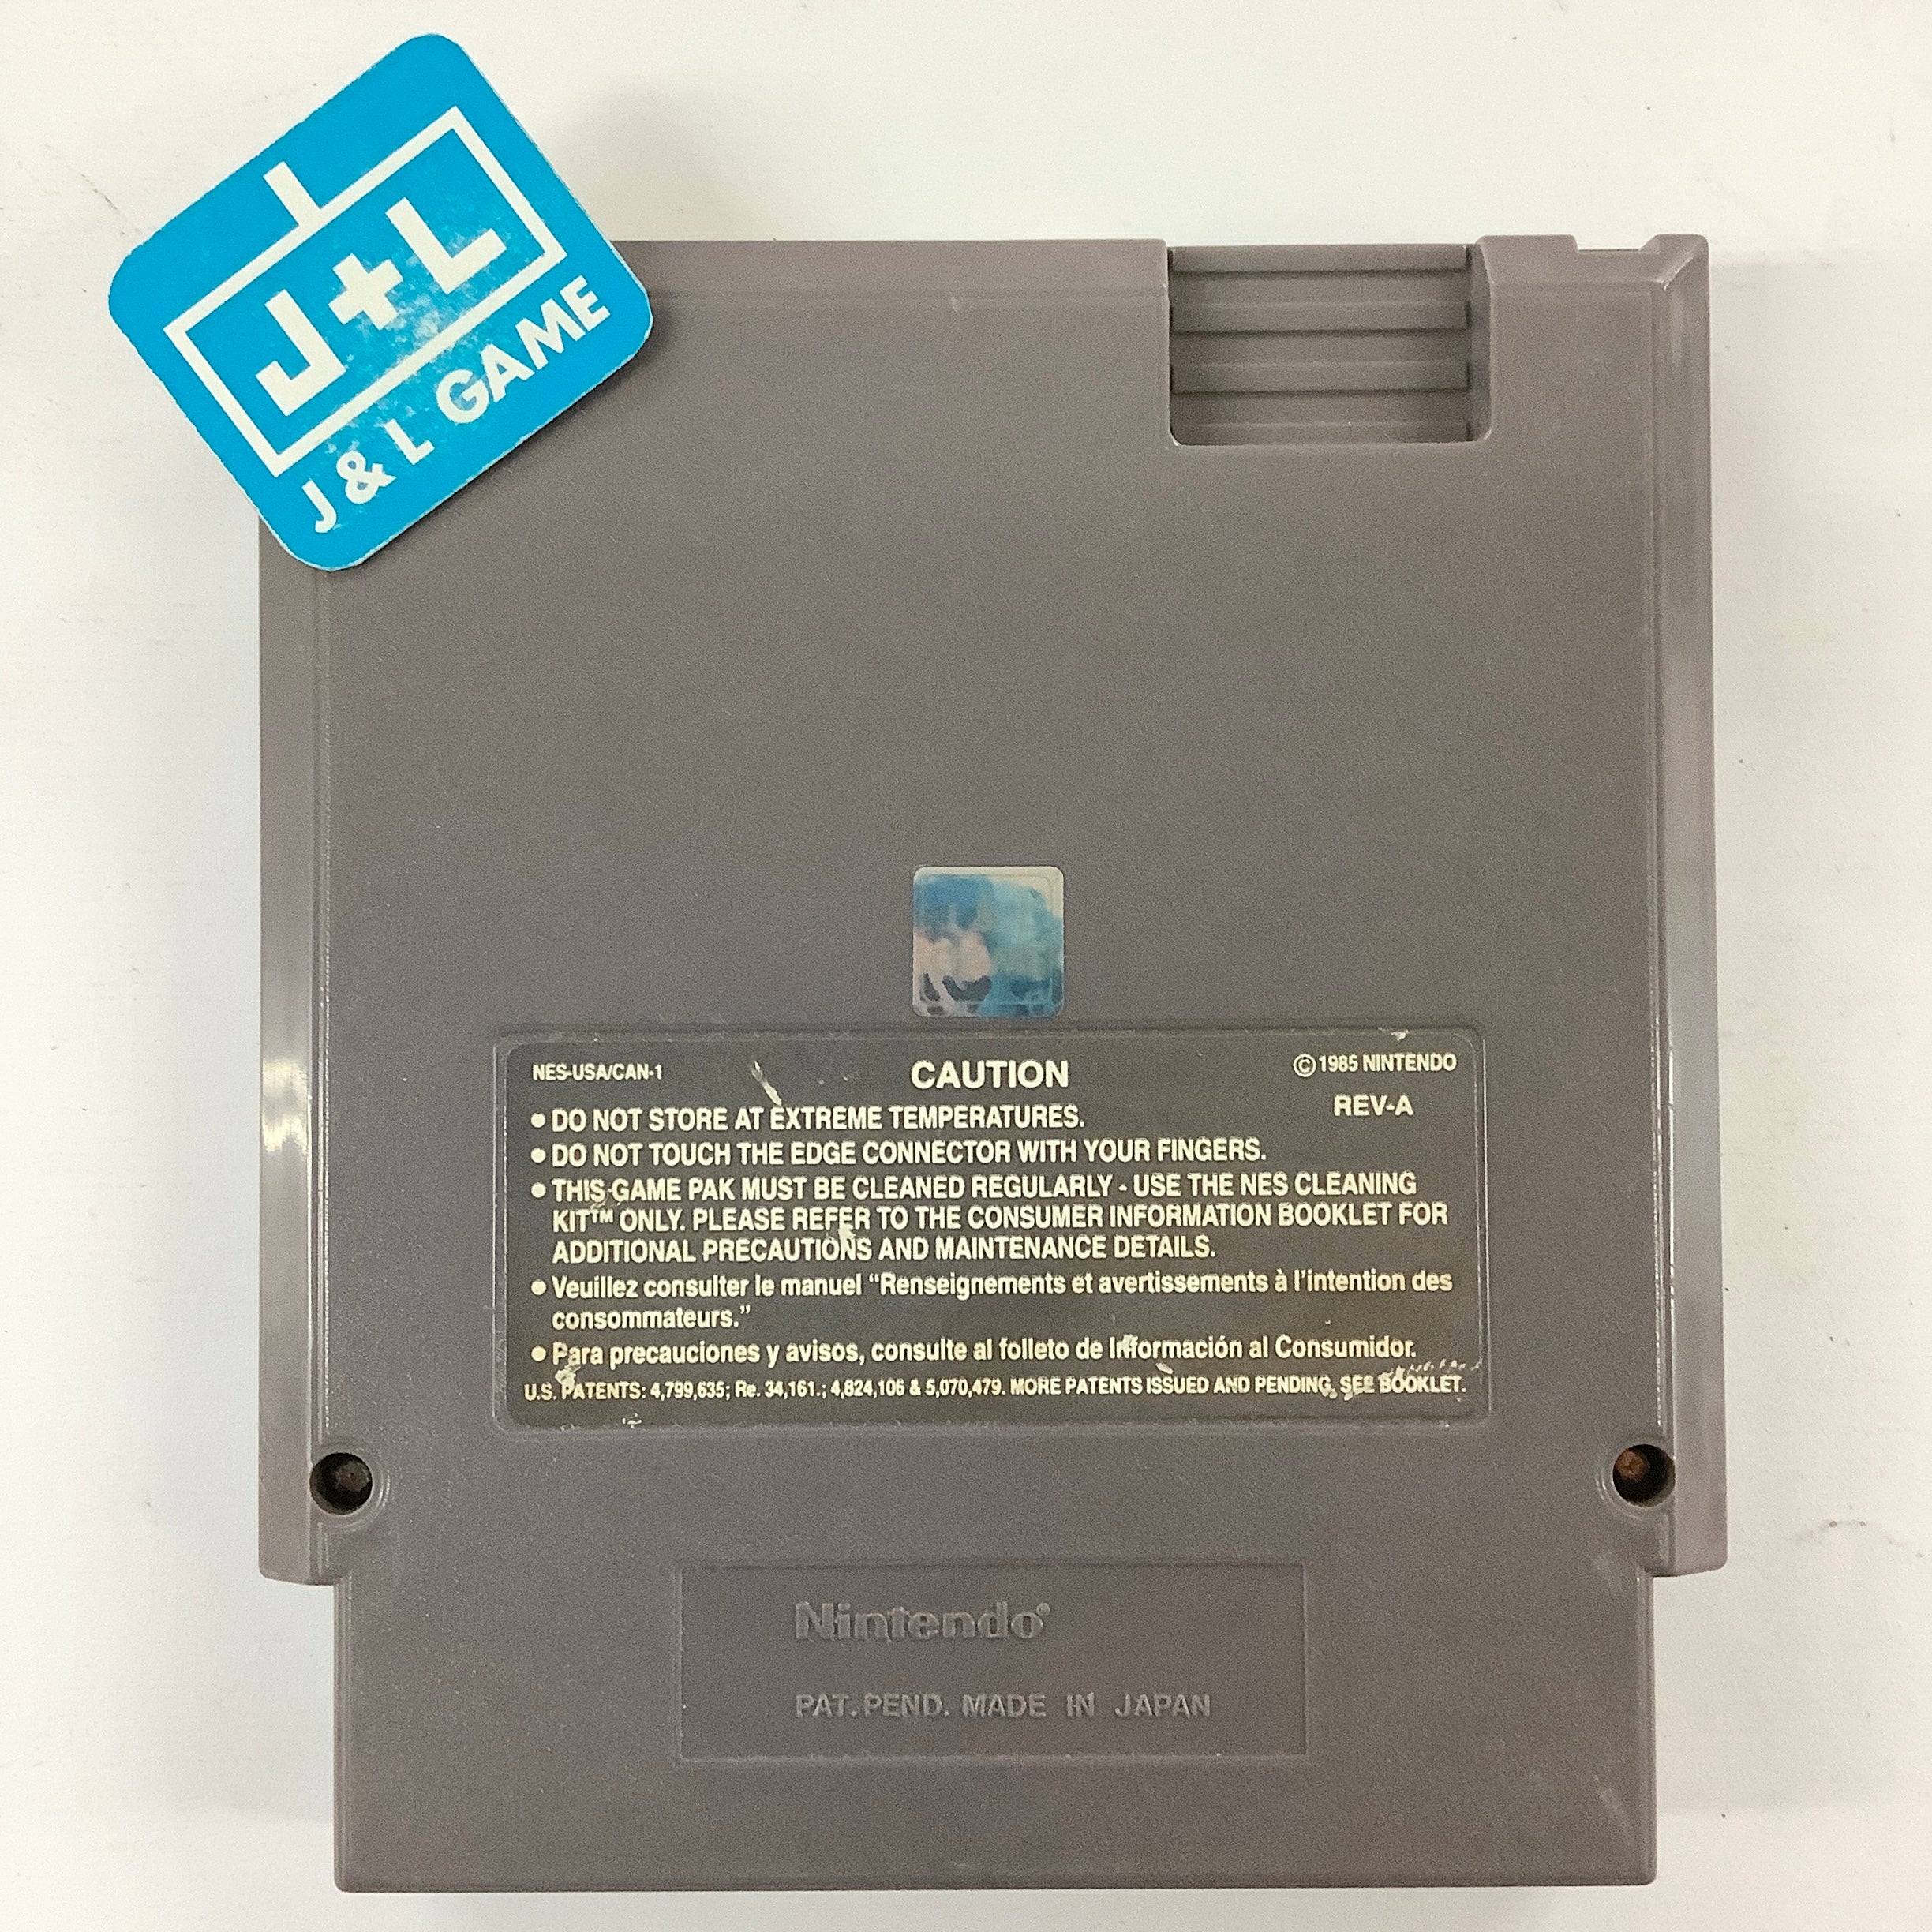 J+L
J & L GAME
NES-USA/CAN-1
CAUTION
©1985 NINTENDO
REV-A
• DO NOT STORE AT EXTREME TEMPERATURES.
• DO NOT TOUCH THE EDGE CONNECTOR WITH YOUR FINGERS.
• THIS GAME PAK MUST BE CLEANED REGULARLY - USE THE NES CLEANING
KIT™ ONLY. PLEASE REFER TO THE CONSUMER INFORMATION BOOKLET FOR
ADDITIONAL PRECAUTIONS AND MAINTENANCE DETAILS.
• Veuillez consulter le manuel “Renseignements et avertissements à l’intention des
consommateurs.”
• Para precauciones y avisos, consulte al folleto de Información al Consumidor.
U.S. PATENTS: 4,799,635; Re. 34,161.; 4,824,106 & 5,070,479. MORE PATENTS ISSUED AND PENDING, SEE BOOKLET.
Nintendo®
PAT. PEND. MADE IN JAPAN